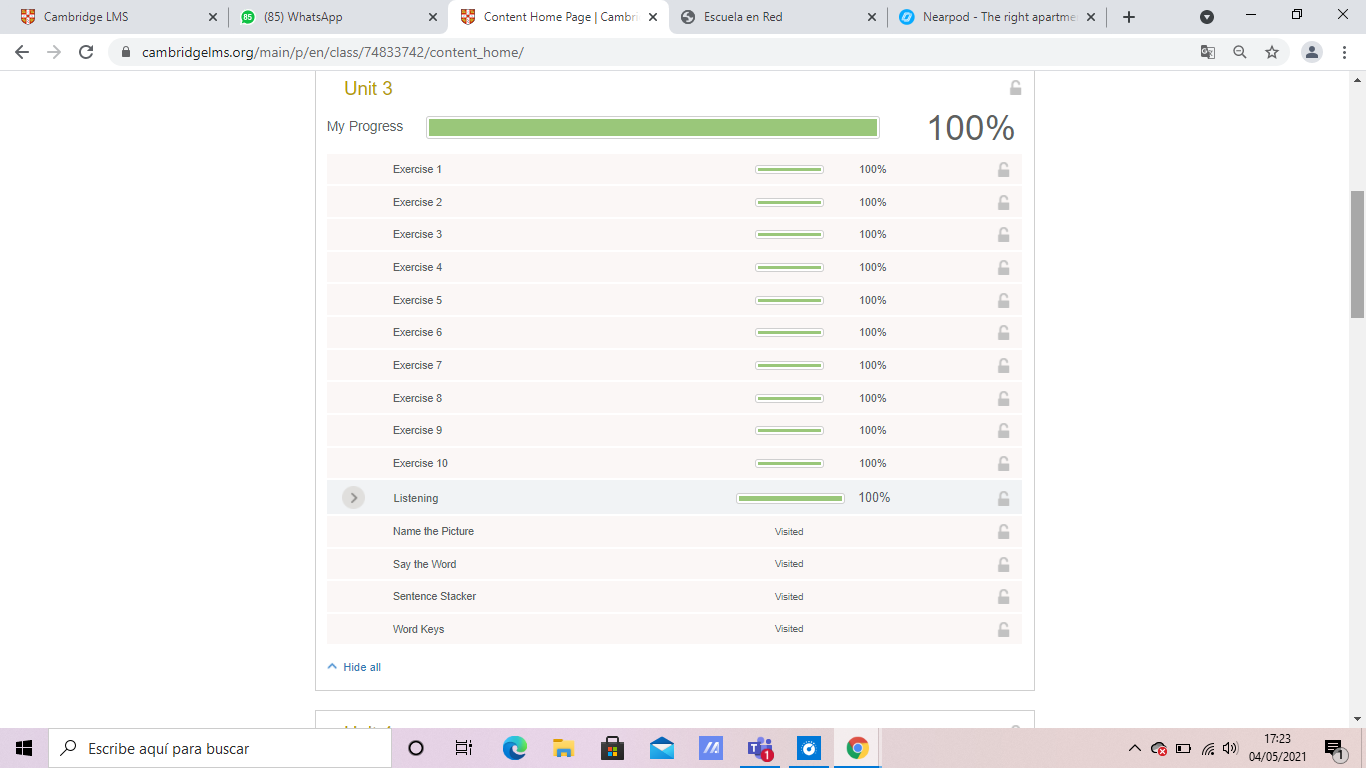 Cambridge LMS
(85) WhatsApp
Content Home Page | Cambri
Escuela en Red
Nearpod - The right apartme
cambridgelms.org/main/p/en/class/74833742/content_home/
Unit 3
My Progress 100%
Exercise 1 100%
Exercise 2 100%
Exercise 3 100%
Exercise 4 100%
Exercise 5 100%
Exercise 6 100%
Exercise 7 100%
Exercise 8 100%
Exercise 9 100%
Exercise 10 100%
Listening 100%
Name the Picture Visited
Say the Word Visited
Sentence Stacker Visited
Word Keys Visited
Hide all
Escribe aquí para buscar
17:23
04/05/2021